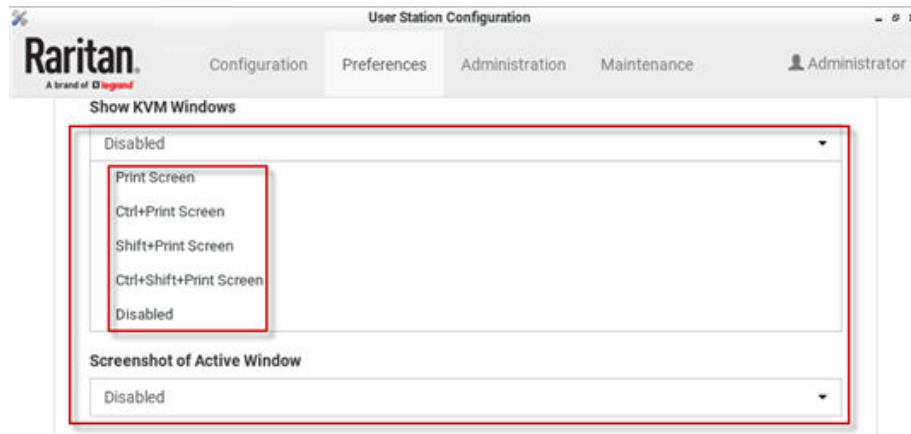 User Station Configuration
Raritan.
A brand of legrand
Configuration
Preferences
Administration
Maintenance
Administrator
Show KVM Windows
Disabled
Print Screen
Ctrl+Print Screen
Shift+Print Screen
Ctrl+Shift+Print Screen
Disabled
Screenshot of Active Window
Disabled